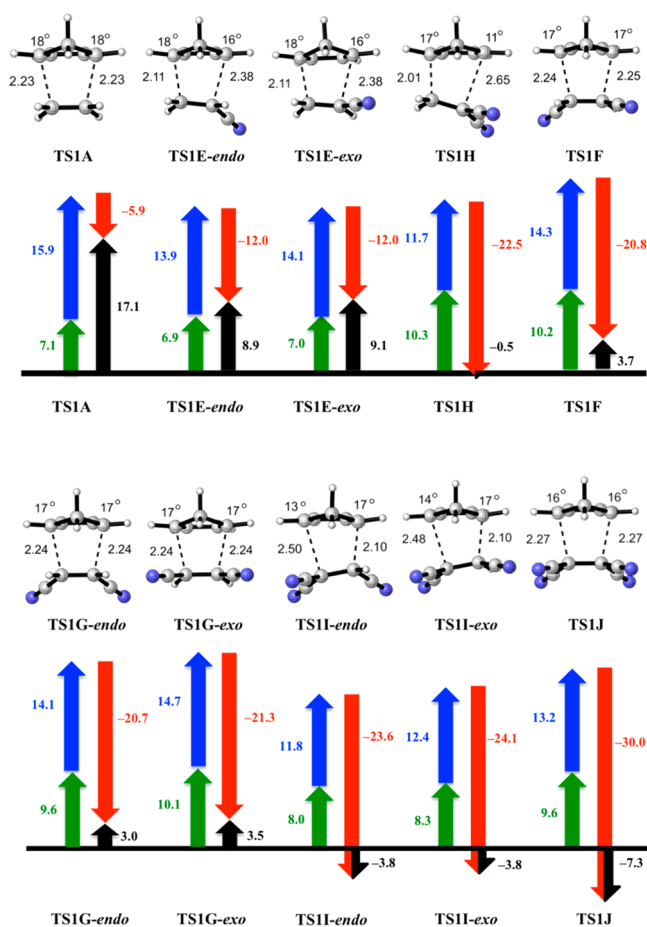 18° 18° 18° 16° 18° 16° 17° 11° 17° 17°
2.23 2.23 2.11 2.38 2.11 2.38 2.01 2.65 2.24 2.25
TS1A TS1E-endo TS1E-exo TS1H TS1F
15.9 –5.9 13.9 –12.0 14.1 –12.0 11.7 –22.5 14.3 –20.8
7.1 17.1 6.9 8.9 7.0 9.1 10.3 –0.5 10.2 3.7
TS1A TS1E-endo TS1E-exo TS1H TS1F
17° 17° 17° 17° 13° 17° 14° 17° 16° 16°
2.24 2.24 2.24 2.24 2.50 2.10 2.48 2.10 2.27 2.27
TS1G-endo TS1G-exo TS1I-endo TS1I-exo TS1J
14.1 –20.7 14.7 –21.3 11.8 –23.6 12.4 –24.1 13.2 –30.0
9.6 3.0 10.1 3.5 8.0 –3.8 8.3 –3.8 9.6 –7.3
TS1G-endo TS1G-exo TS1I-endo TS1I-exo TS1J